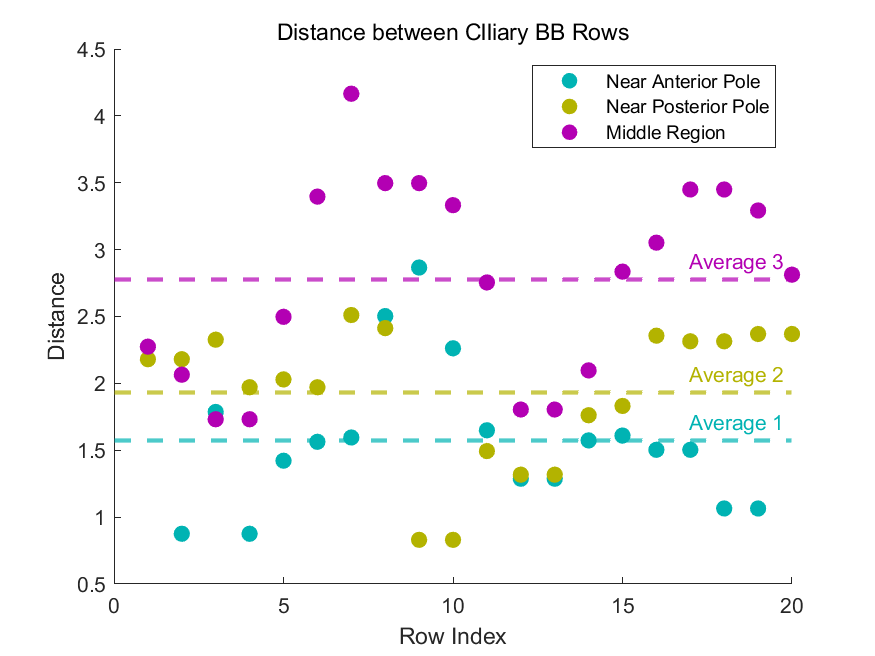 Distance between CIliary BB Rows
4.5
4
3.5
3
2.5
2
1.5
1
0.5
Distance
Near Anterior Pole
Near Posterior Pole
Middle Region
Average 3
Average 2
Average 1
0
5
10
15
20
Row Index